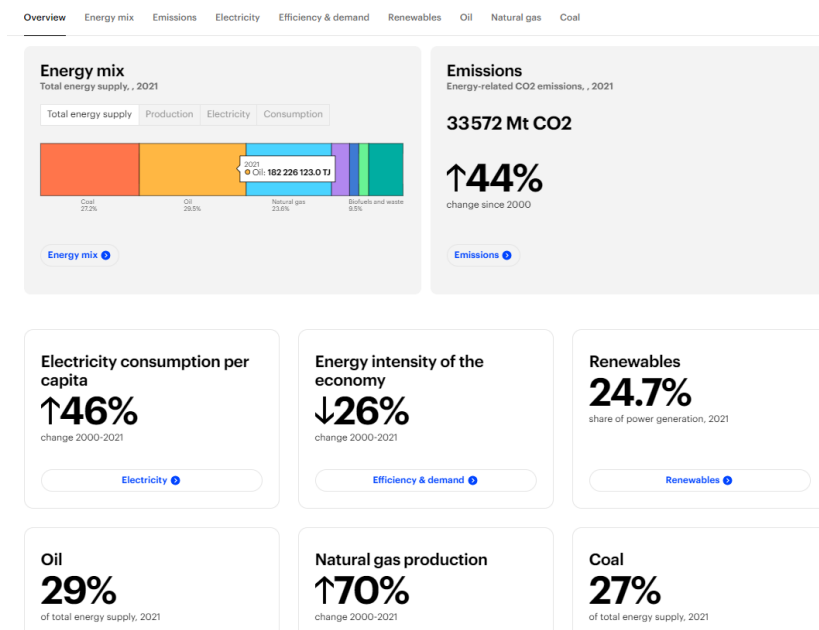 Overview Energy mix Emissions Electricity Efficiency & demand Renewables Oil Natural gas Coal
Energy mix
Total energy supply, , 2021
Total energy supply Production Electricity Consumption
2021
Oil: 182 226 123.0 TJ
Coal
27.2%
Oil
29.5%
Natural gas
23.6%
Biofuels and waste
9.5%
Energy mix
Emissions
Energy-related CO2 emissions, , 2021
33 572 Mt CO2
↑44%
change since 2000
Emissions
Electricity consumption per
capita
↑46%
change 2000-2021
Electricity
Energy intensity of the
economy
↓26%
change 2000-2021
Efficiency & demand
Renewables
24.7%
share of power generation, 2021
Renewables
Oil
29%
of total energy supply, 2021
Natural gas production
↑70%
change 2000-2021
Coal
27%
of total energy supply, 2021